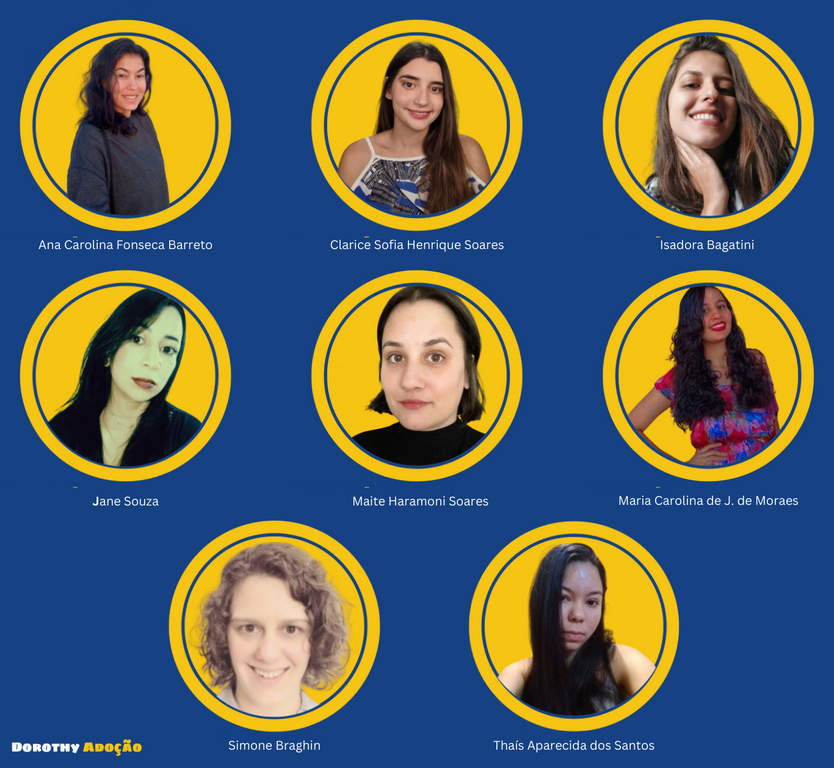 Ana Carolina Fonseca Barreto
Clarice Sofia Henrique Soares
Isadora Bagatini
Jane Souza
Maite Haramoni Soares
Maria Carolina de J. de Moraes
Simone Braghin
Thaís Aparecida dos Santos
Dorothy Adoção